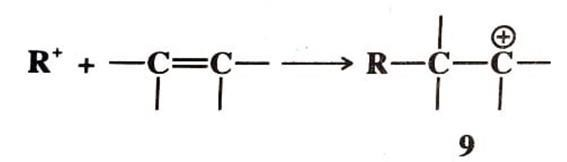 R⁺ + —C=C— ⟶ R—C—C⊕—
9